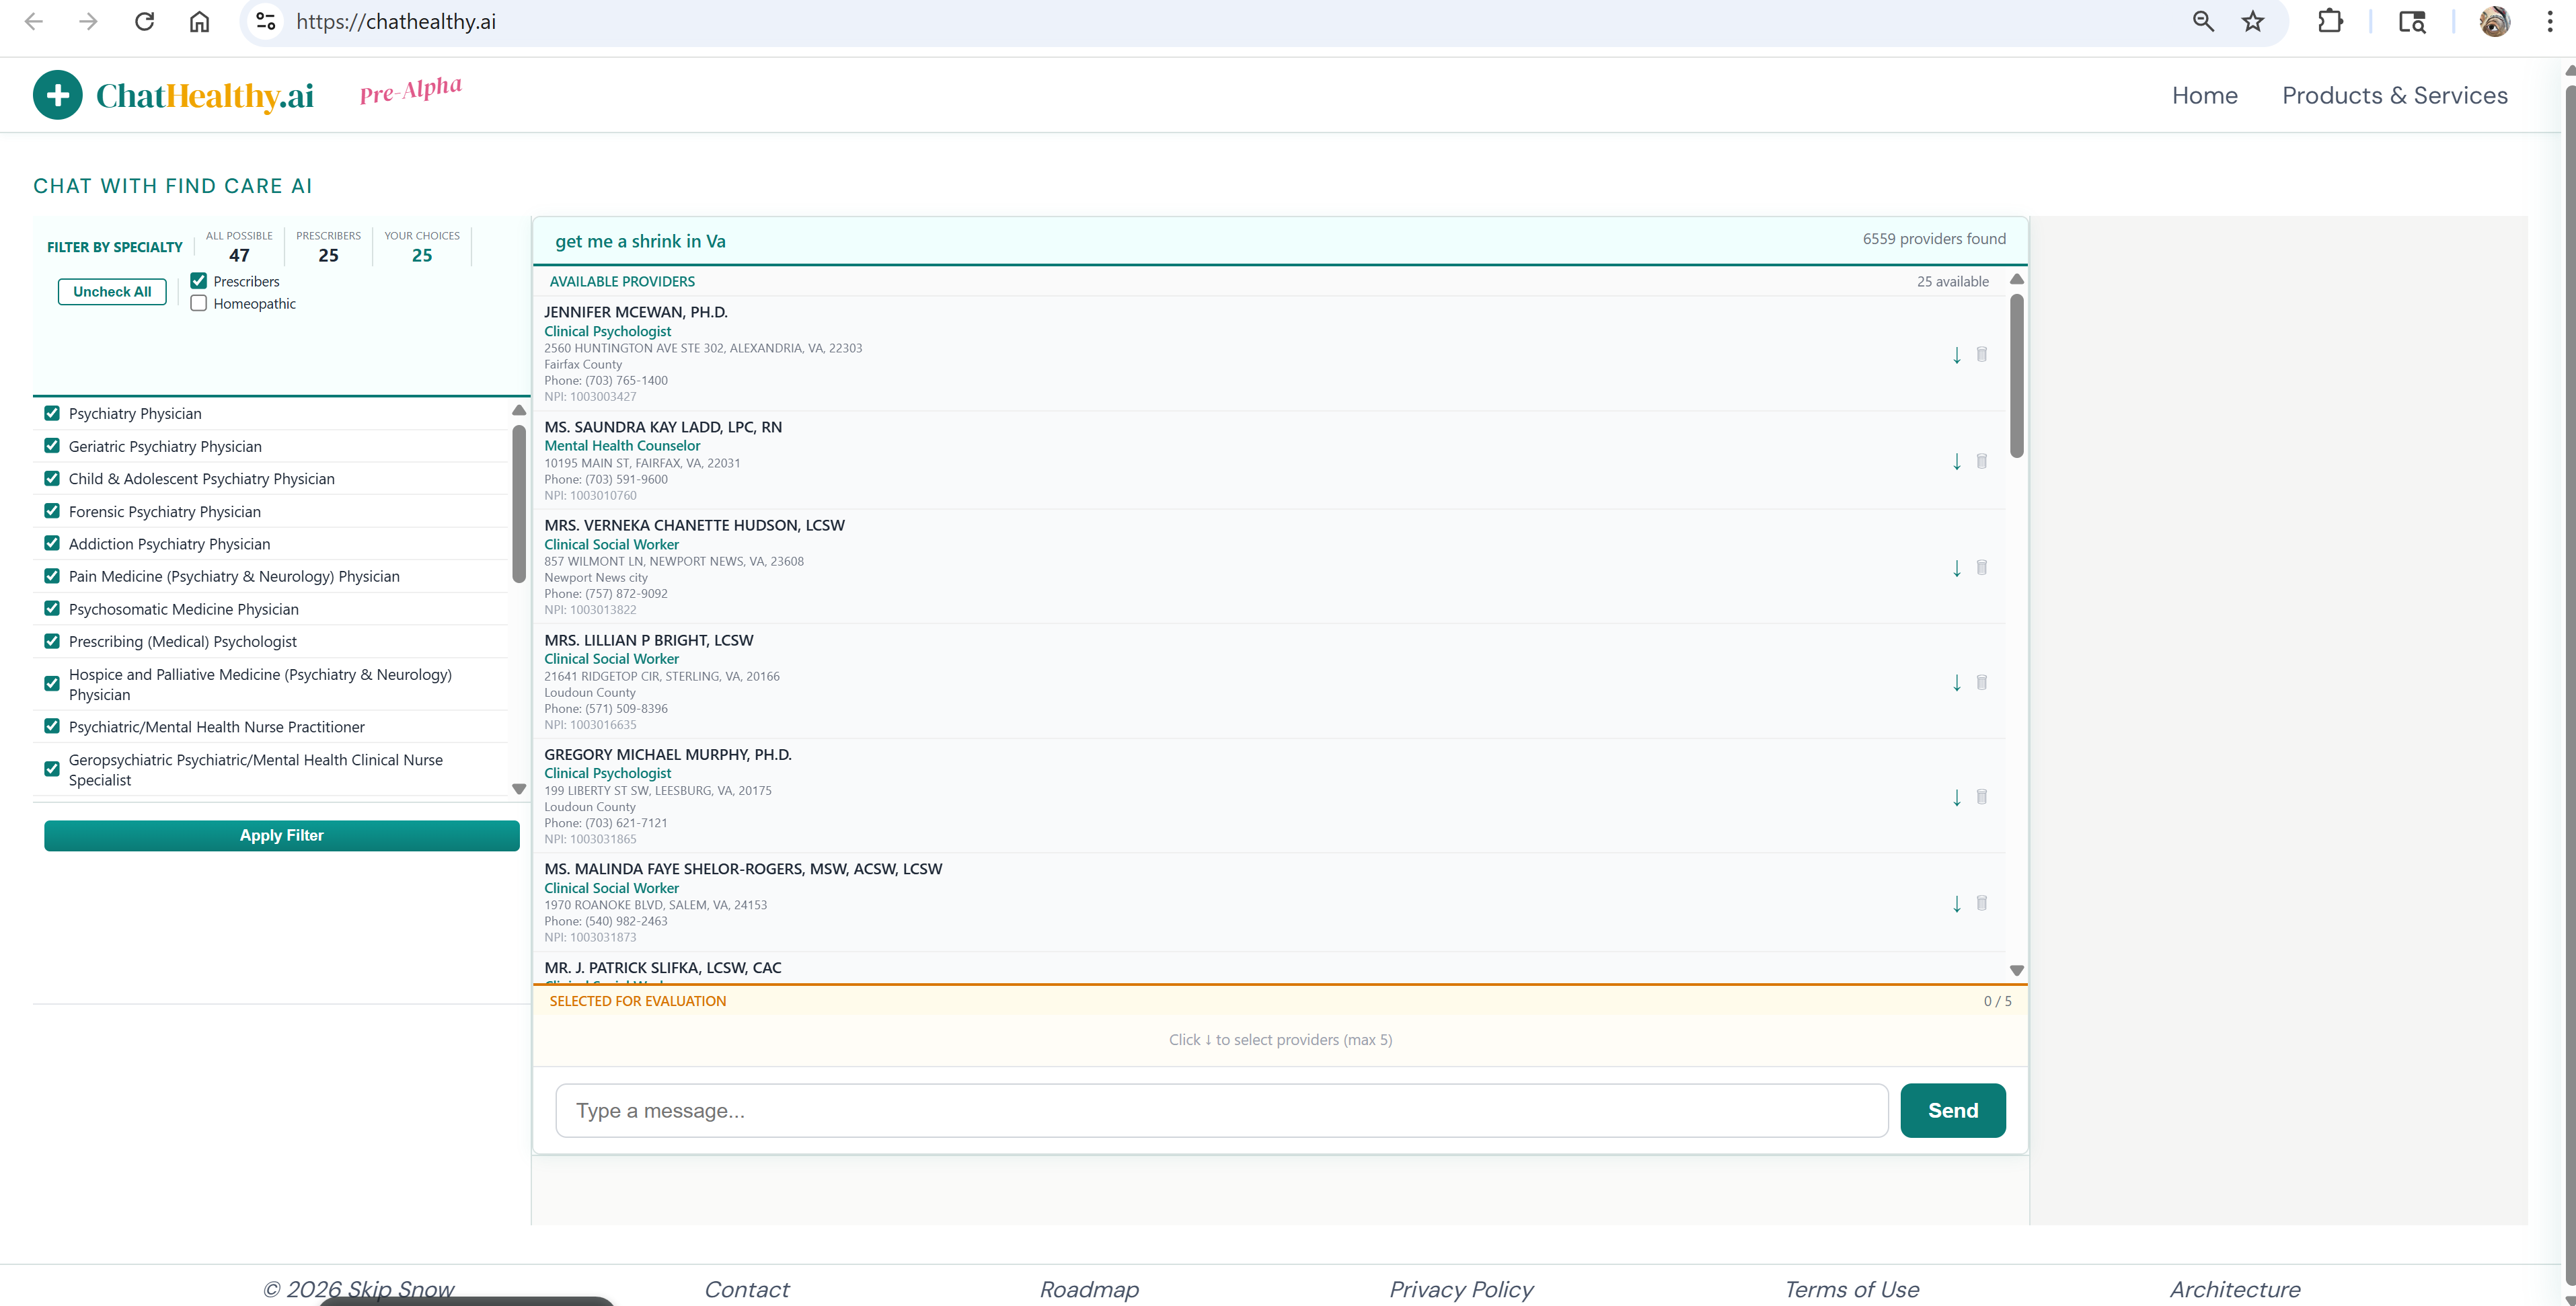 https://chathealthy.ai
ChatHealthy.ai
Pre-Alpha
Home
Products & Services
CHAT WITH FIND CARE AI
FILTER BY SPECIALTY
ALL POSSIBLE
47
PRESCRIBERS
25
YOUR CHOICES
25
Uncheck All
Prescribers
Homeopathic
Psychiatry Physician
Geriatric Psychiatry Physician
Child & Adolescent Psychiatry Physician
Forensic Psychiatry Physician
Addiction Psychiatry Physician
Pain Medicine (Psychiatry & Neurology) Physician
Psychosomatic Medicine Physician
Prescribing (Medical) Psychologist
Hospice and Palliative Medicine (Psychiatry & Neurology)
Physician
Psychiatric/Mental Health Nurse Practitioner
Geropsychiatric Psychiatric/Mental Health Clinical Nurse
Specialist
Apply Filter
get me a shrink in Va
6559 providers found
AVAILABLE PROVIDERS
25 available
JENNIFER MCEWAN, PH.D.
Clinical Psychologist
2560 HUNTINGTON AVE STE 302, ALEXANDRIA, VA, 22303
Fairfax County
Phone: (703) 765-1400
NPI: 1003003427
MS. SAUNDRA KAY LADD, LPC, RN
Mental Health Counselor
10195 MAIN ST, FAIRFAX, VA, 22031
Phone: (703) 591-9600
NPI: 1003010760
MRS. VERNEKA CHANETTE HUDSON, LCSW
Clinical Social Worker
857 WILMONT LN, NEWPORT NEWS, VA, 23608
Newport News city
Phone: (757) 872-9092
NPI: 1003013822
MRS. LILLIAN P BRIGHT, LCSW
Clinical Social Worker
21641 RIDGETOP CIR, STERLING, VA, 20166
Loudoun County
Phone: (571) 509-8396
NPI: 1003016635
GREGORY MICHAEL MURPHY, PH.D.
Clinical Psychologist
199 LIBERTY ST SW, LEESBURG, VA, 20175
Loudoun County
Phone: (703) 621-7121
NPI: 1003031865
MS. MALINDA FAYE SHELOR-ROGERS, MSW, ACSW, LCSW
Clinical Social Worker
1970 ROANOKE BLVD, SALEM, VA, 24153
Phone: (540) 982-2463
NPI: 1003031873
MR. J. PATRICK SLIFKA, LCSW, CAC
SELECTED FOR EVALUATION
0 / 5
Click ↓ to select providers (max 5)
Type a message...
Send
© 2026 Skip Snow
Contact
Roadmap
Privacy Policy
Terms of Use
Architecture